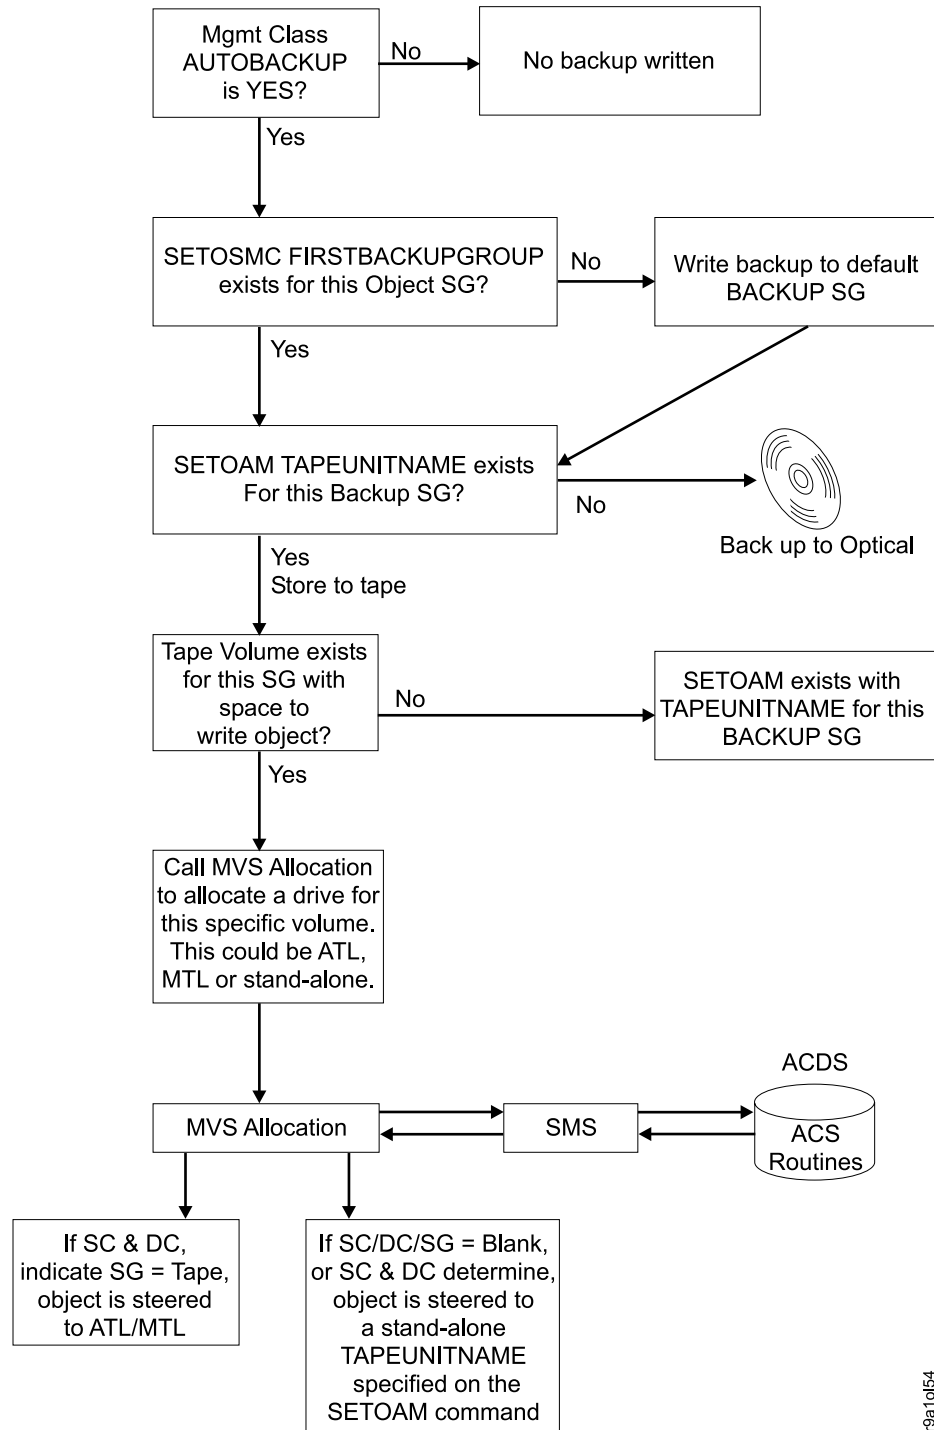 Mgmt Class
AUTOBACKUP
is YES?
No
No backup written
Yes
SETOSMC FIRSTBACKUPGROUP
exists for this Object SG?
No
Write backup to default
BACKUP SG
Yes
SETOAM TAPEUNITNAME exists
For this Backup SG?
No
Back up to Optical
Yes
Store to tape
Tape Volume exists
for this SG with
space to
write object?
No
SETOAM exists with
TAPEUNITNAME for this
BACKUP SG
Yes
Call MVS Allocation
to allocate a drive for
this specific volume.
This could be ATL,
MTL or stand-alone.
MVS Allocation
SMS
ACDS
ACS
Routines
If SC & DC,
indicate SG = Tape,
object is steered
to ATL/MTL
If SC/DC/SG = Blank,
or SC & DC determine,
object is steered to
a stand-alone
TAPEUNITNAME
specified on the
SETOAM command